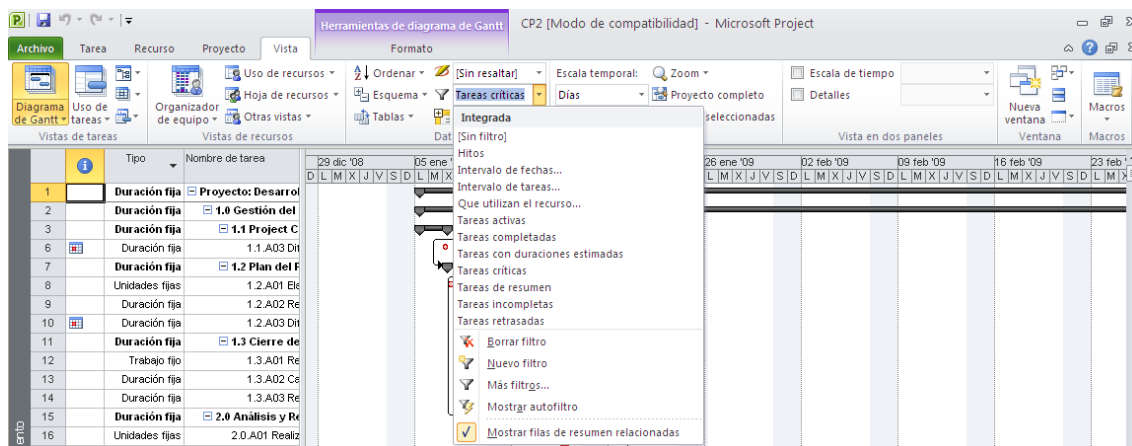 Herramientas de diagrama de Gantt CP2 [Modo de compatibilidad] - Microsoft Project
Archivo Tarea Recurso Proyecto Vista Formato
Diagrama de Gantt
Uso de tareas
Vistas de tareas
Organizador de equipo
Uso de recursos
Hoja de recursos
Otras vistas
Vistas de recursos
Ordenar
Esquema
Tablas
[Sin resaltar]
Tareas críticas
Dat
Escala temporal:
Días
Zoom
Proyecto completo
seleccionadas
Escala de tiempo
Detalles
Vista en dos paneles
Nueva ventana
Ventana
Macros
Macros
Integrada
[Sin filtro]
Hitos
Intervalo de fechas...
Intervalo de tareas...
Que utilizan el recurso...
Tareas activas
Tareas completadas
Tareas con duraciones estimadas
Tareas críticas
Tareas de resumen
Tareas incompletas
Tareas retrasadas
Borrar filtro
Nuevo filtro
Más filtros...
Mostrar autofiltro
Mostrar filas de resumen relacionadas
Tipo Nombre de tarea
29 dic '08 05 ene ' 26 ene '09 02 feb '09 09 feb '09 16 feb '09 23 feb '
D L M X J V S D L M X L M X J V S D L M X J V S D L M X J V S D L M X J V S D L M X
1 Duración fija Proyecto: Desarrol
2 Duración fija 1.0 Gestión del
3 Duración fija 1.1 Project C
6 Duración fija 1.1.A03 Dif
7 Duración fija 1.2 Plan del P
8 Unidades fijas 1.2.A01 Ela
9 Duración fija 1.2.A02 Re
10 Duración fija 1.2.A03 Dif
11 Duración fija 1.3 Cierre de
12 Trabajo fijo 1.3.A01 Re
13 Duración fija 1.3.A02 Ca
14 Duración fija 1.3.A03 Re
15 Duración fija 2.0 Análisis y Re
16 Unidades fijas 2.0.A01 Realiz
ento